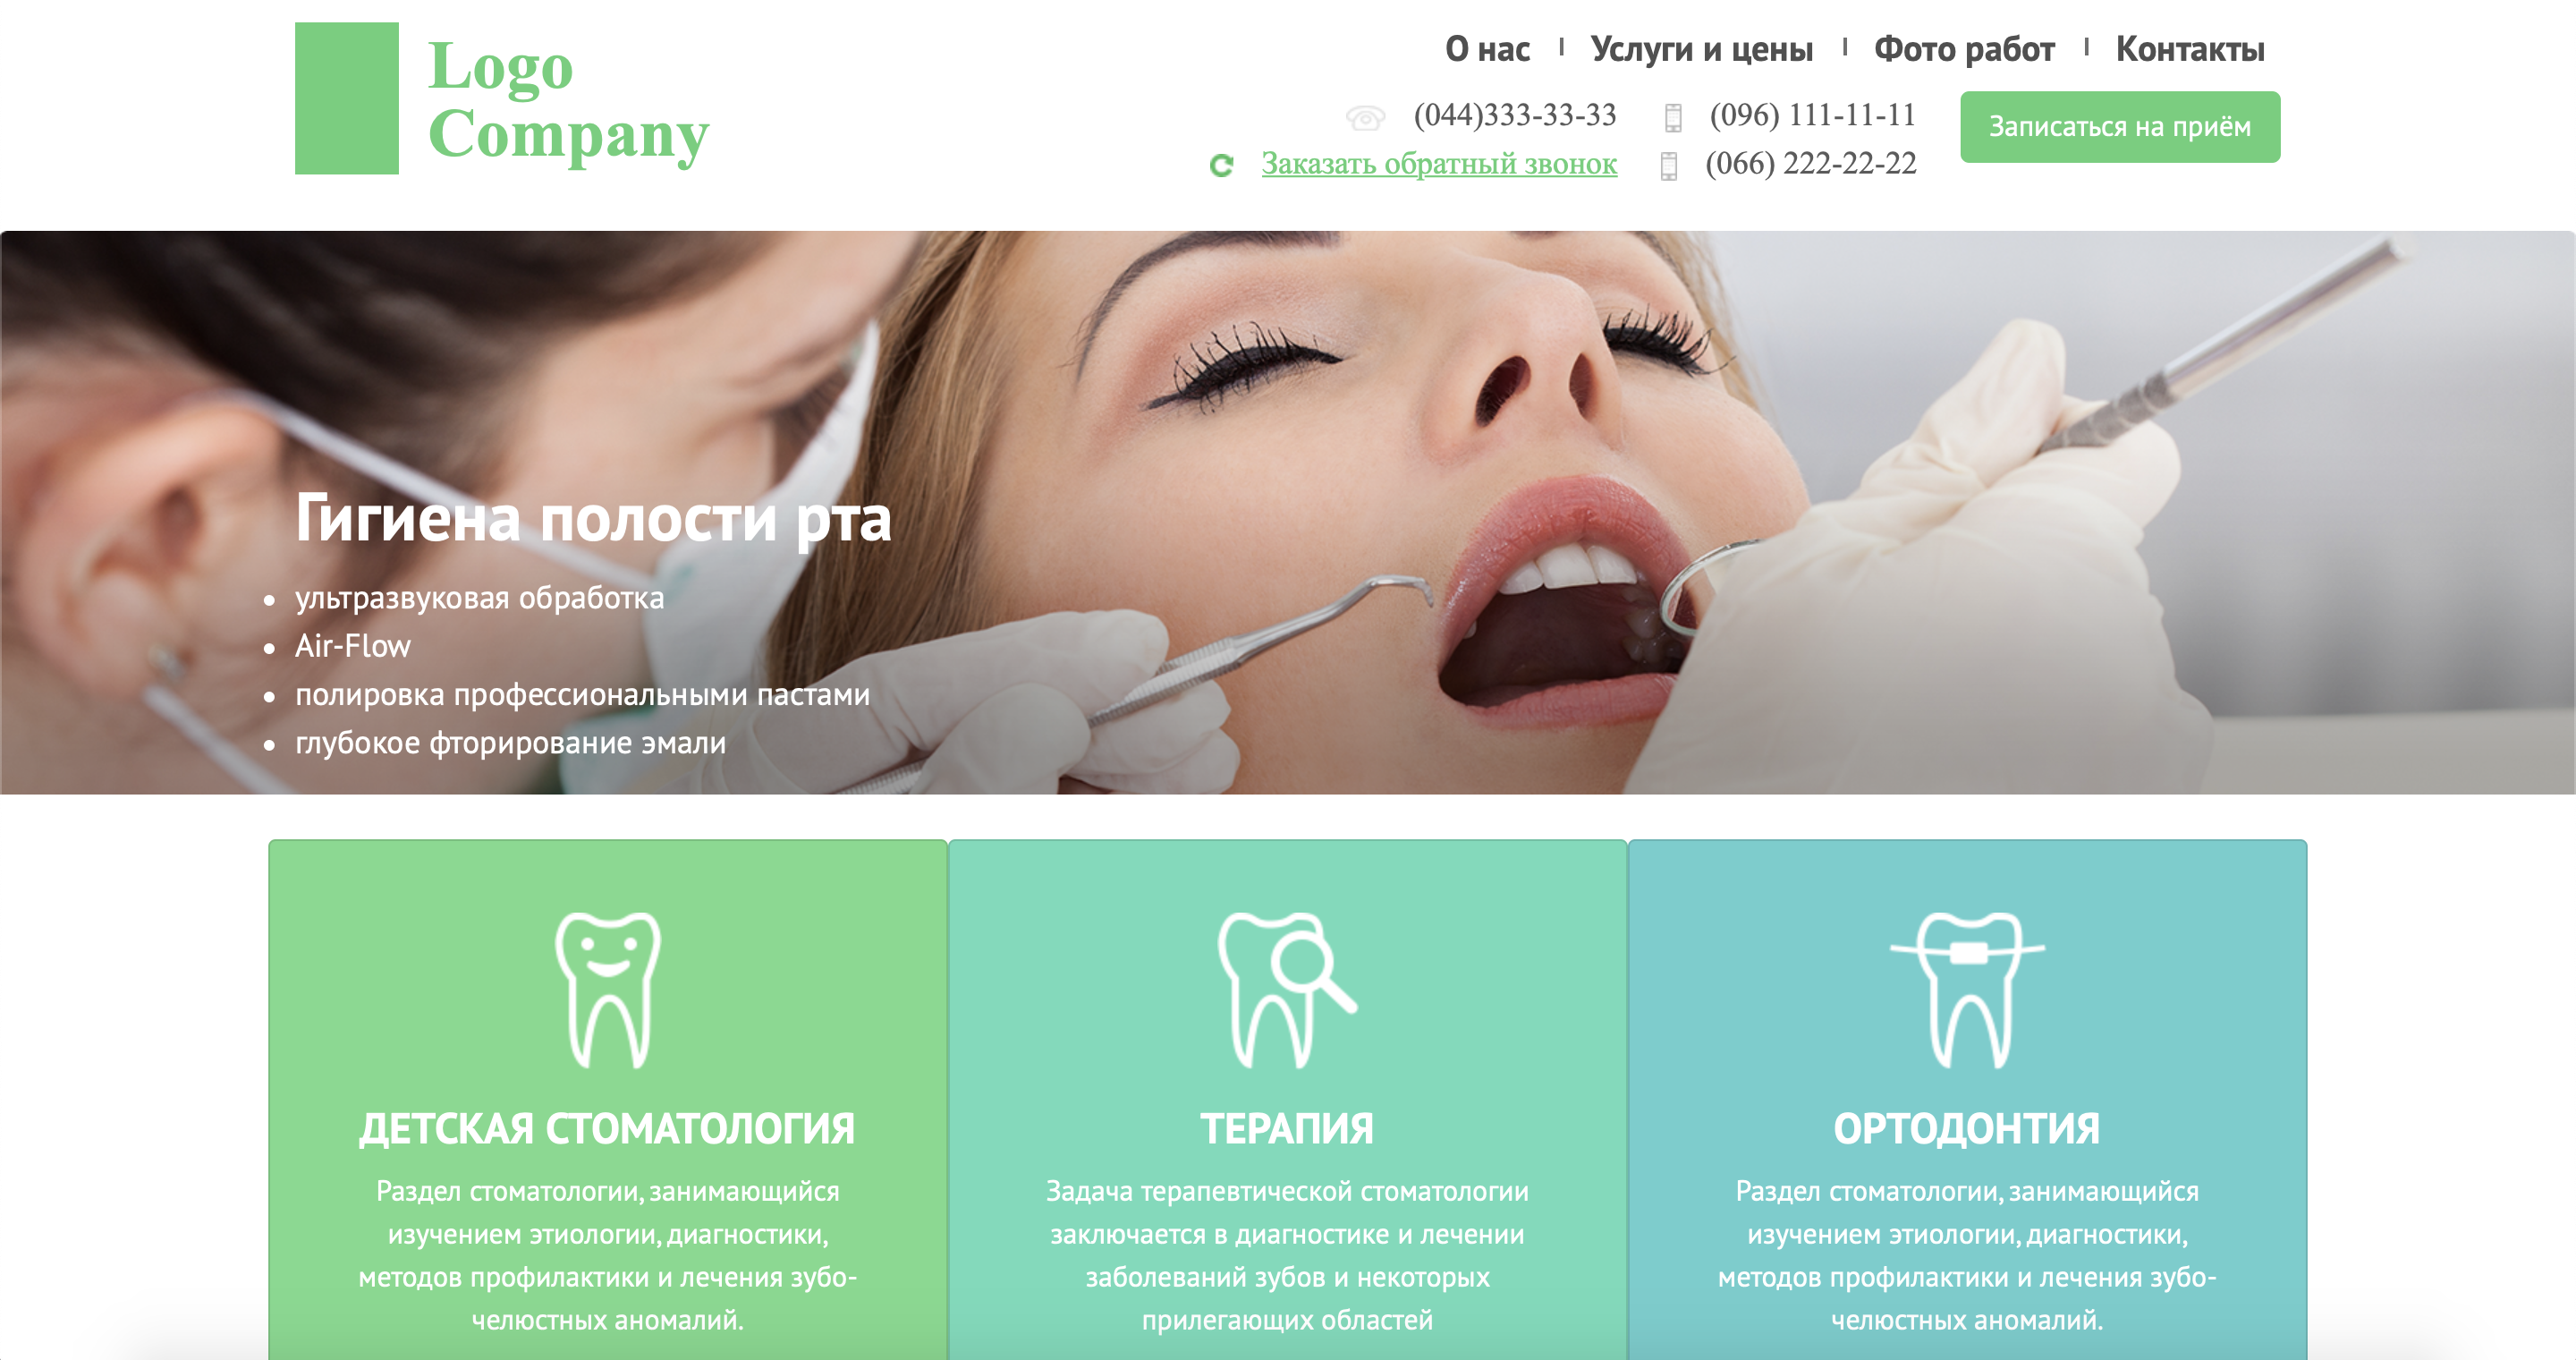 Logo
Company
О нас
Услуги и цены
Фото работ
Контакты
(044)333-33-33
(096) 111-11-11
Записаться на приём
Заказать обратный звонок
(066) 222-22-22
Гигиена полости рта
ультразвуковая обработка
Air-Flow
полировка профессиональными пастами
глубокое фторирование эмали
ДЕТСКАЯ СТОМАТОЛОГИЯ
Раздел стоматологии, занимающийся
изучением этиологии, диагностики,
методов профилактики и лечения зубо-
челюстных аномалий.
ТЕРАПИЯ
Задача терапевтической стоматологии
заключается в диагностике и лечении
заболеваний зубов и некоторых
прилегающих областей
ОРТОДОНТИЯ
Раздел стоматологии, занимающийся
изучением этиологии, диагностики,
методов профилактики и лечения зубо-
челюстных аномалий.